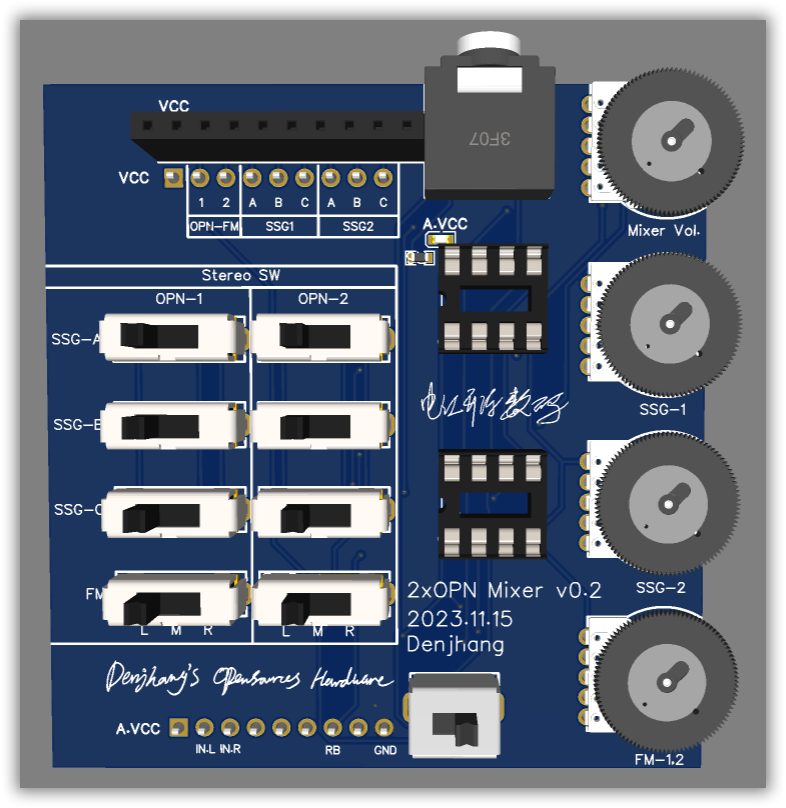 3F07
VCC
VCC
1 2 A B C A B C
OPN-FM SSG1 SSG2
Mixer Vol.
A.VCC
Stereo SW
OPN-1 OPN-2
SSG-A
SSG-1
SSG-B
SSG-C
SSG-2
FM
L M R L M R
2xOPN Mixer v0.2
2023.11.15
Denjhang
Denjhang's OpenSources Hardware
A.VCC
IN-L IN-R RB GND
FM-1.2